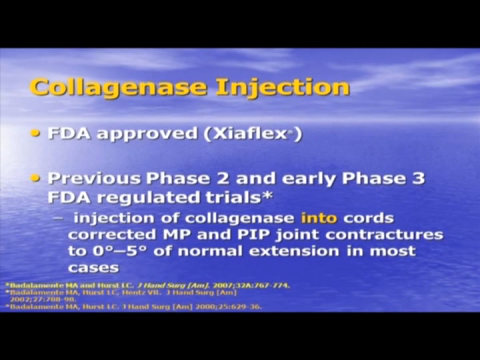 Collagenase Injection
• FDA approved (Xiaflex®)
• Previous Phase 2 and early Phase 3
FDA regulated trials*
– injection of collagenase into cords
corrected MP and PIP joint contractures
to 0°–5° of normal extension in most
cases
*Badalamente MA and Hurst LC. J Hand Surg [Am]. 2007;32A:767-774.
*Badalamente MA, Hurst LC, Hentz VR. J Hand Surg [Am]
2002;27:788-98.
*Badalamente MA, Hurst LC. J Hand Surg [Am] 2000;25:629-36.